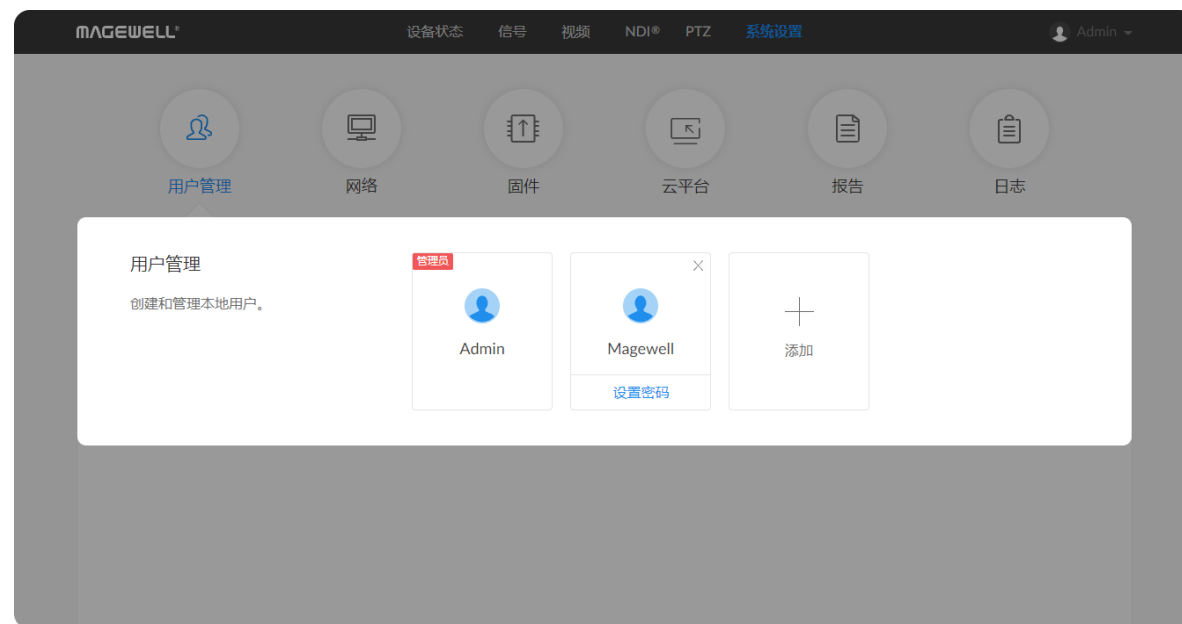 MAGEWELL®
设备状态 信号 视频 NDI® PTZ 系统设置 Admin
用户管理 网络 固件 云平台 报告 日志
用户管理
创建和管理本地用户。
管理员
Admin
Magewell
设置密码
添加